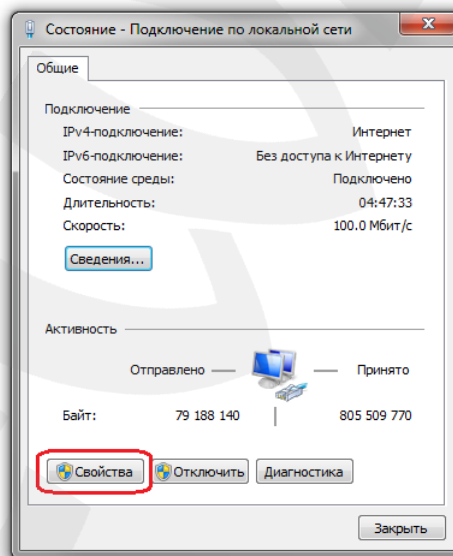 Состояние - Подключение по локальной сети
Общие
Подключение
IPv4-подключение: Интернет
IPv6-подключение: Без доступа к Интернету
Состояние среды: Подключено
Длительность: 04:47:33
Скорость: 100.0 Мбит/с
Сведения...
Активность
Отправлено — — Принято
Байт: 79 188 140 | 805 509 770
Свойства Отключить Диагностика
Закрыть